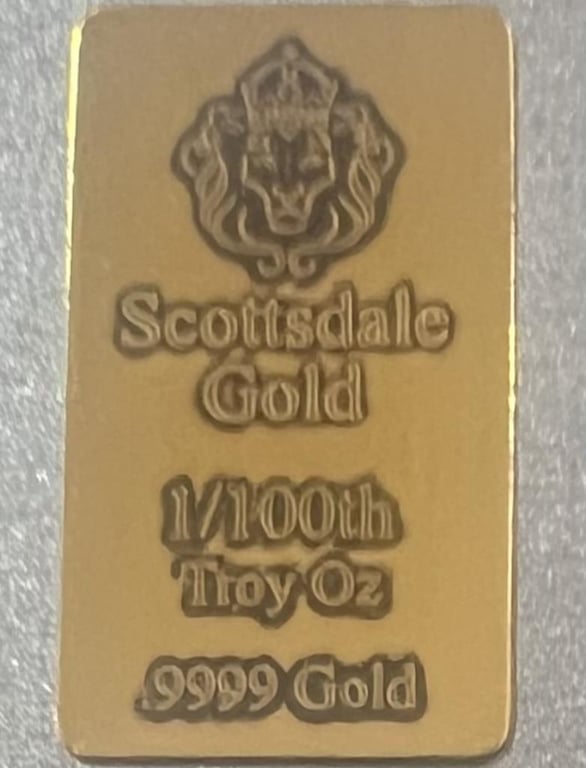 Scottsdale
Gold
1/100th
Troy Oz
.9999 Gold